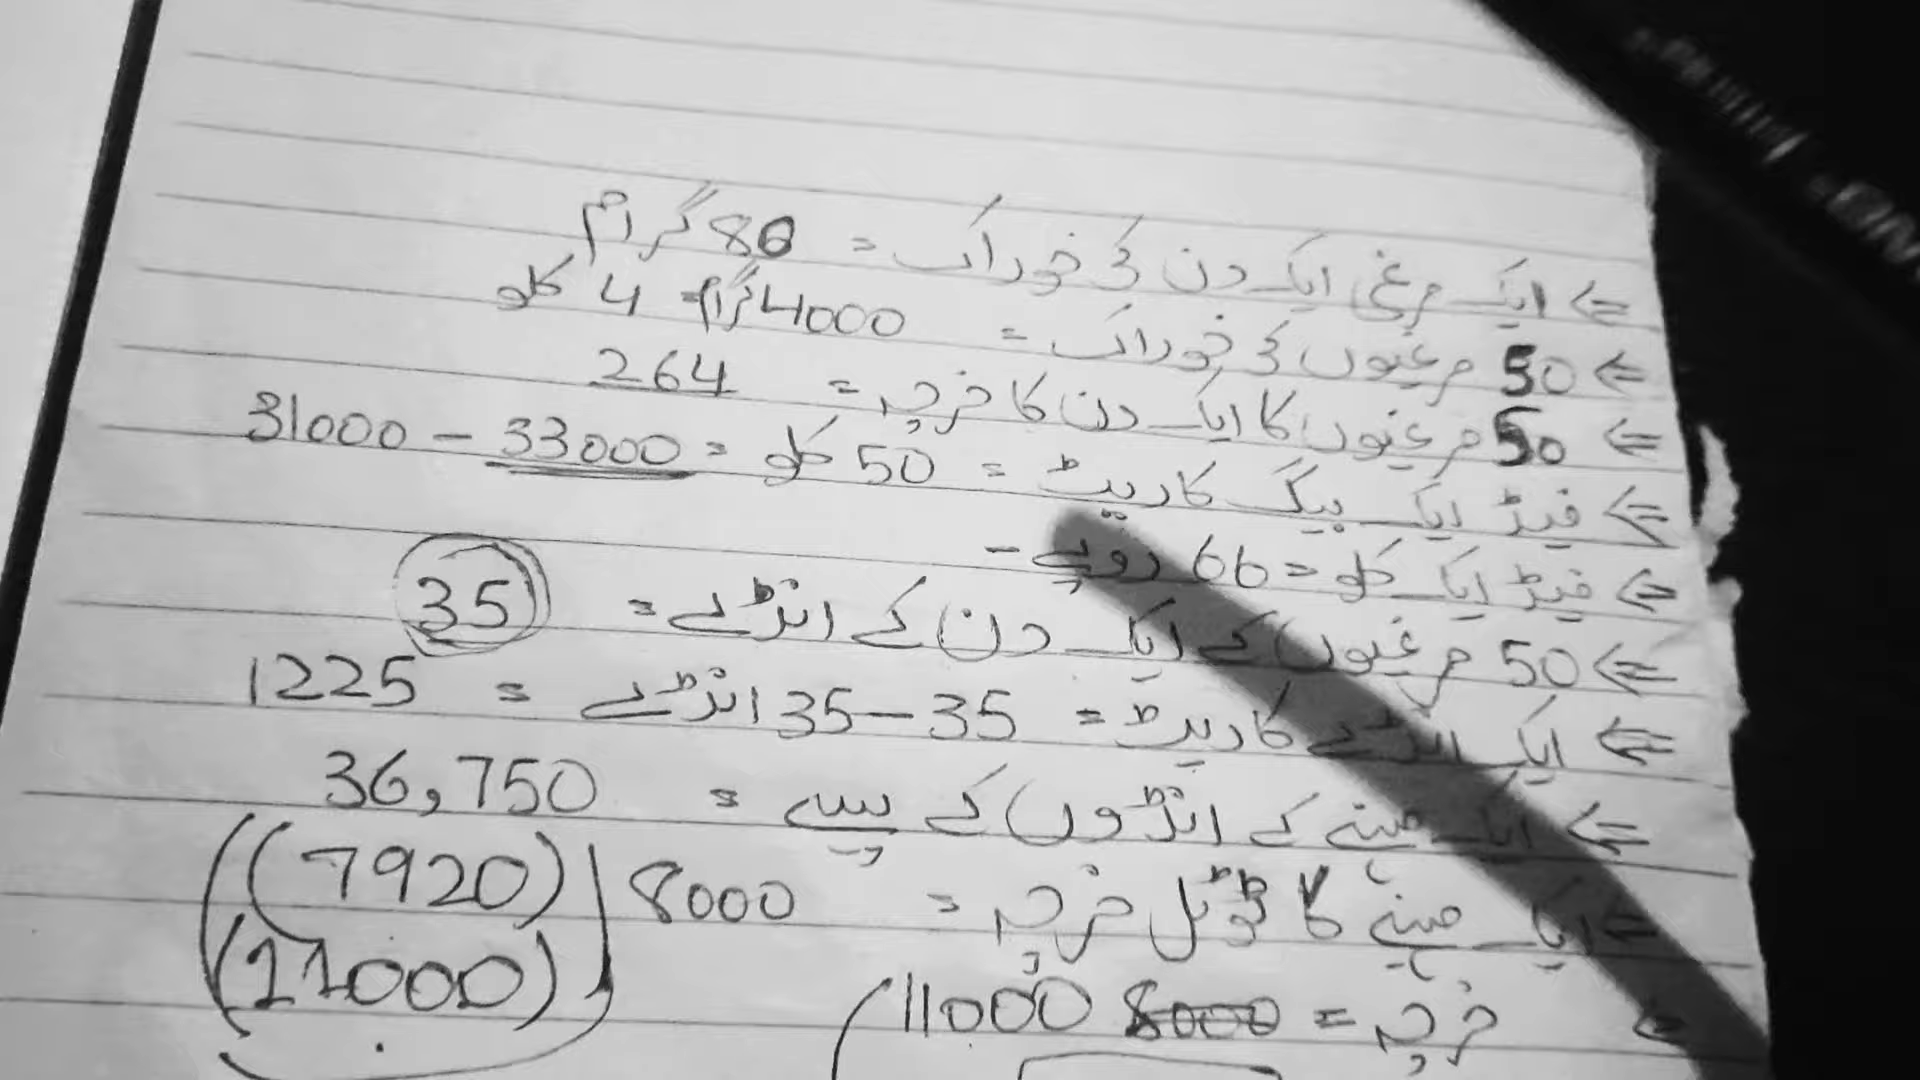 ⇐ ایک مرغی ایک دن کی خوراک = 80 گرام
⇐ 50 مرغیوں کی خوراک = 4000 گرام = 4 کلو
⇐ 50 مرغیوں کا ایک دن کا خرچہ = 264
⇐ فیڈ ایک بیگ کا ریٹ = 50 کلو = 33000 – 31000
⇐ فیڈ ایک کلو = 66 روپے -
⇐ 50 مرغیوں کے ایک دن کے انڈے = 35
⇐ ایک انڈے کا ریٹ = 35 – 35 انڈے = 1225
⇐ ایک مہینے کے انڈوں کے پیسے = 36,750
⇐ ایک مہینے کا ٹوٹل خرچہ = 8000 (7920)
(11000)
⇐ خرچہ = 8000 11000